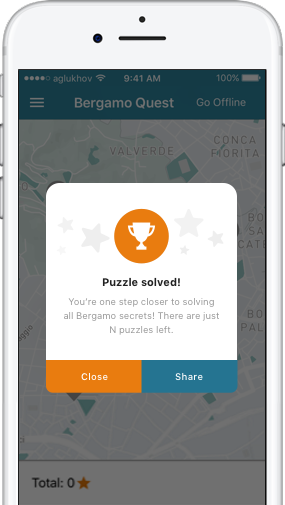 aglukhov 9:41 AM 100%
Bergamo Quest Go Offline
CONCA
VALVERDE FIORITA
BO
SA
CATE
Puzzle solved!
You're one step closer to solving
all Bergamo secrets! There are just
N puzzles left.
BO
PAL
Close Share
Total: 0